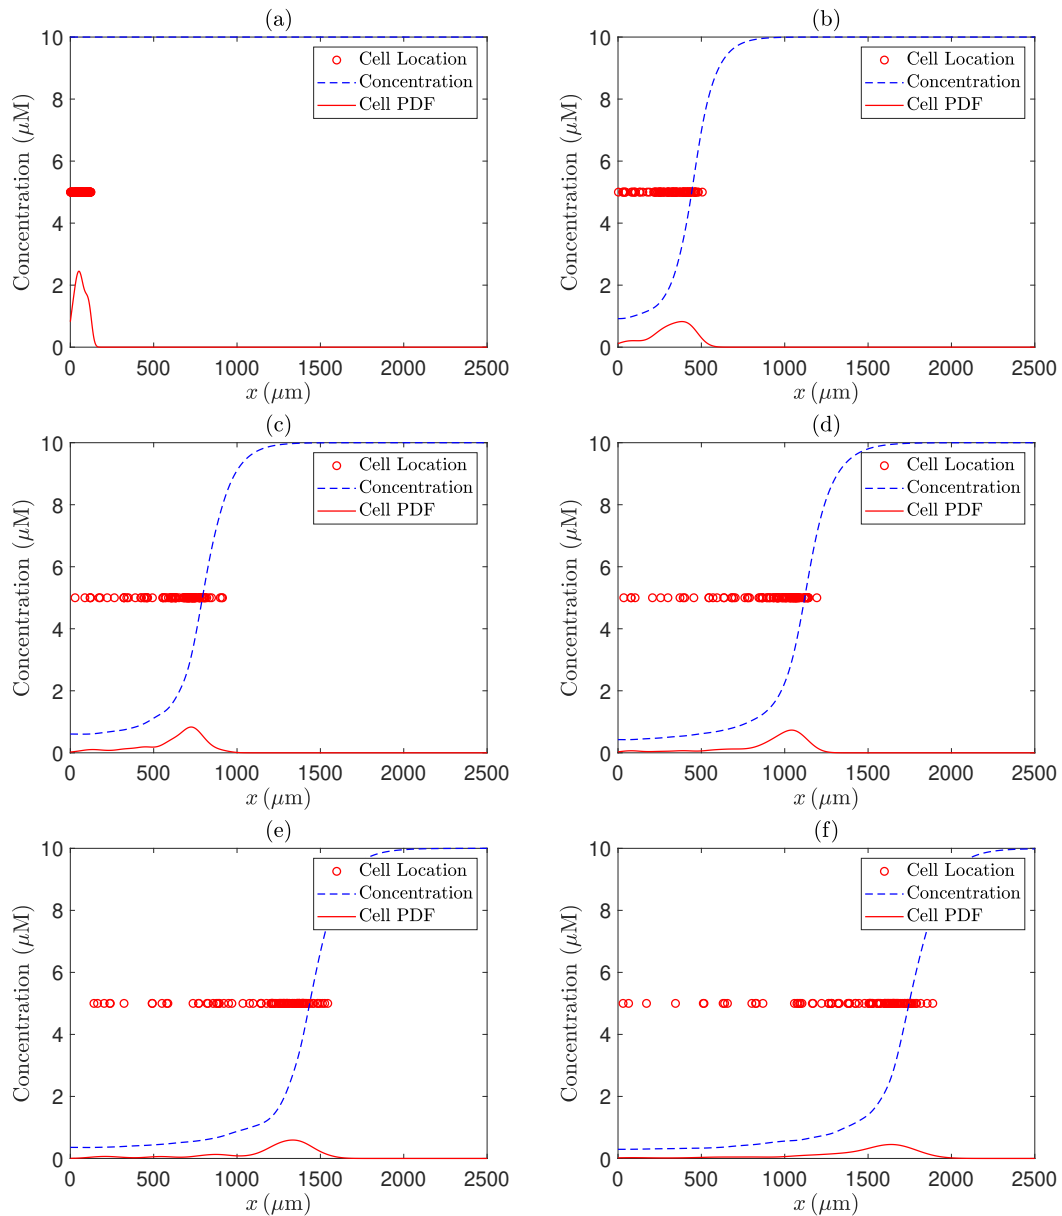 (a)
10
8
6
4
2
0
Concentration (μM)
Cell Location
Concentration
Cell PDF
0 500 1000 1500 2000 2500
x (μm)
(b)
10
8
6
4
2
0
Concentration (μM)
Cell Location
Concentration
Cell PDF
0 500 1000 1500 2000 2500
x (μm)
(c)
10
8
6
4
2
0
Concentration (μM)
Cell Location
Concentration
Cell PDF
0 500 1000 1500 2000 2500
x (μm)
(d)
10
8
6
4
2
0
Concentration (μM)
Cell Location
Concentration
Cell PDF
0 500 1000 1500 2000 2500
x (μm)
(e)
10
8
6
4
2
0
Concentration (μM)
Cell Location
Concentration
Cell PDF
0 500 1000 1500 2000 2500
x (μm)
(f)
10
8
6
4
2
0
Concentration (μM)
Cell Location
Concentration
Cell PDF
0 500 1000 1500 2000 2500
x (μm)